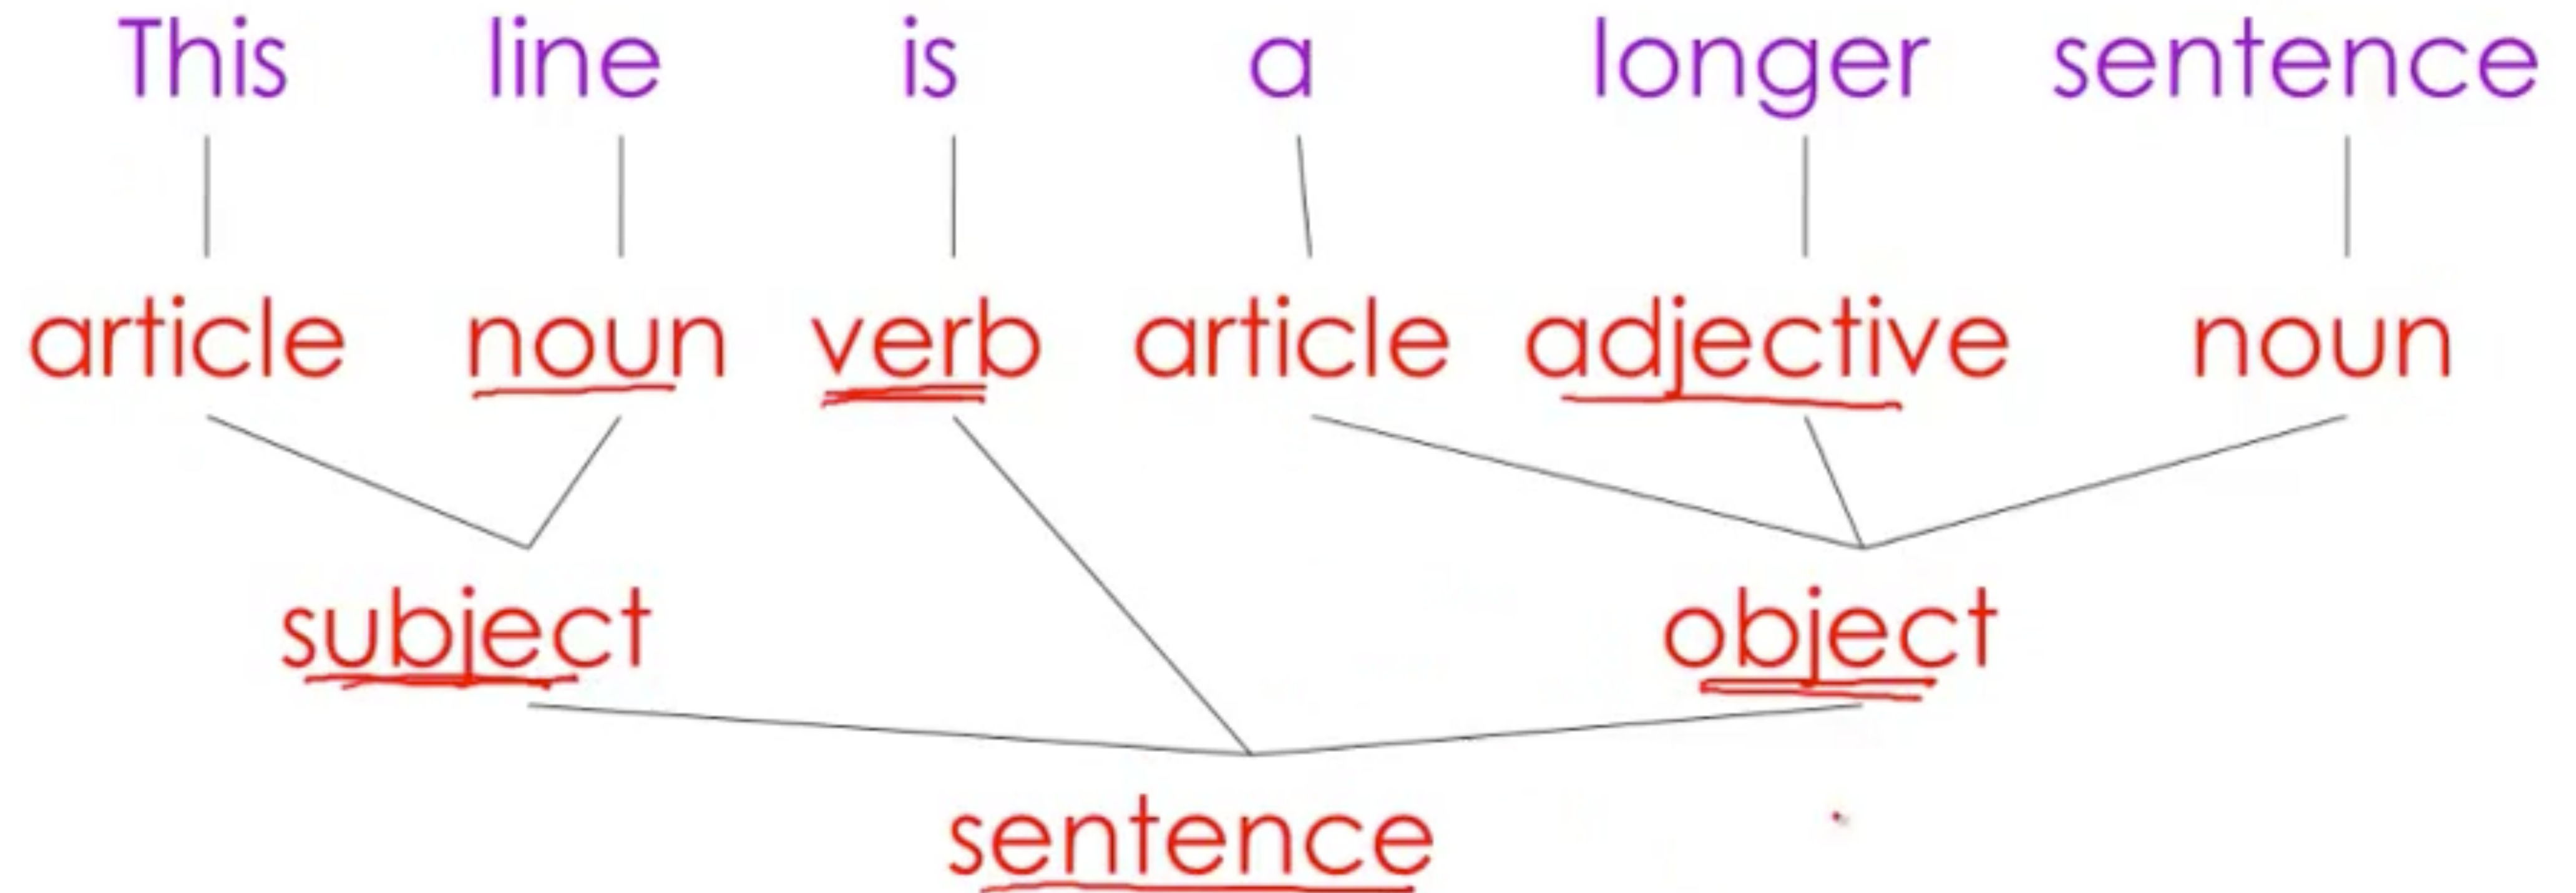 This line is a longer sentence
article noun verb article adjective noun
subject object
sentence